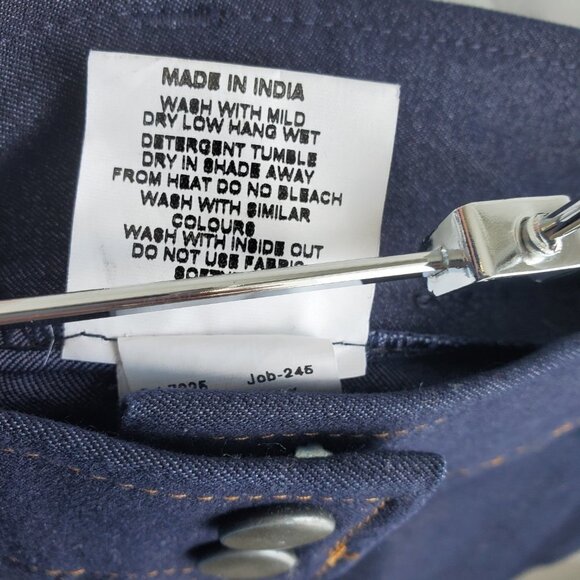 MADE IN INDIA
WASH WITH MILD
DRY LOW HANG WET
DETERGENT TUMBLE
DRY IN SHADE AWAY
FROM HEAT DO NO BLEACH
WASH WITH SIMILAR
COLOURS
WASH WITH INSIDE OUT
DO NOT USE FABRIC
Job-245